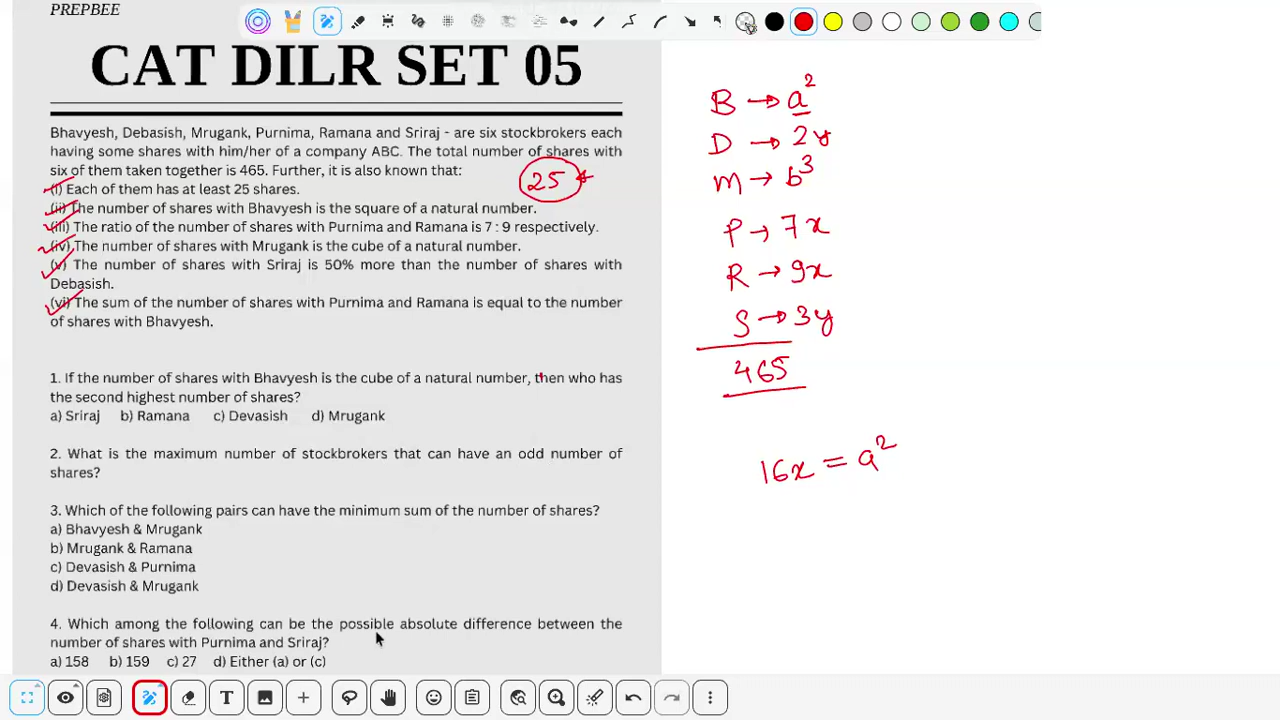 PREPBEE
CAT DILR SET 05
Bhavyesh, Debasish, Mrugank, Purnima, Ramana and Sriraj - are six stockbrokers each
having some shares with him/her of a company ABC. The total number of shares with
six of them taken together is 465. Further, it is also known that:
(i) Each of them has at least 25 shares.
(ii) The number of shares with Bhavyesh is the square of a natural number.
(iii) The ratio of the number of shares with Purnima and Ramana is 7 : 9 respectively.
(iv) The number of shares with Mrugank is the cube of a natural number.
(v) The number of shares with Sriraj is 50% more than the number of shares with
Debasish.
(vi) The sum of the number of shares with Purnima and Ramana is equal to the number
of shares with Bhavyesh.
25
1. If the number of shares with Bhavyesh is the cube of a natural number, then who has
the second highest number of shares?
a) Sriraj b) Ramana c) Devasish d) Mrugank
2. What is the maximum number of stockbrokers that can have an odd number of
shares?
3. Which of the following pairs can have the minimum sum of the number of shares?
a) Bhavyesh & Mrugank
b) Mrugank & Ramana
c) Devasish & Purnima
d) Devasish & Mrugank
4. Which among the following can be the possible absolute difference between the
number of shares with Purnima and Sriraj?
a) 158 b) 159 c) 27 d) Either (a) or (c)
B → a²
D → 2y
M → b³
P → 7x
R → 9x
S → 3y
465
16x = a²
T